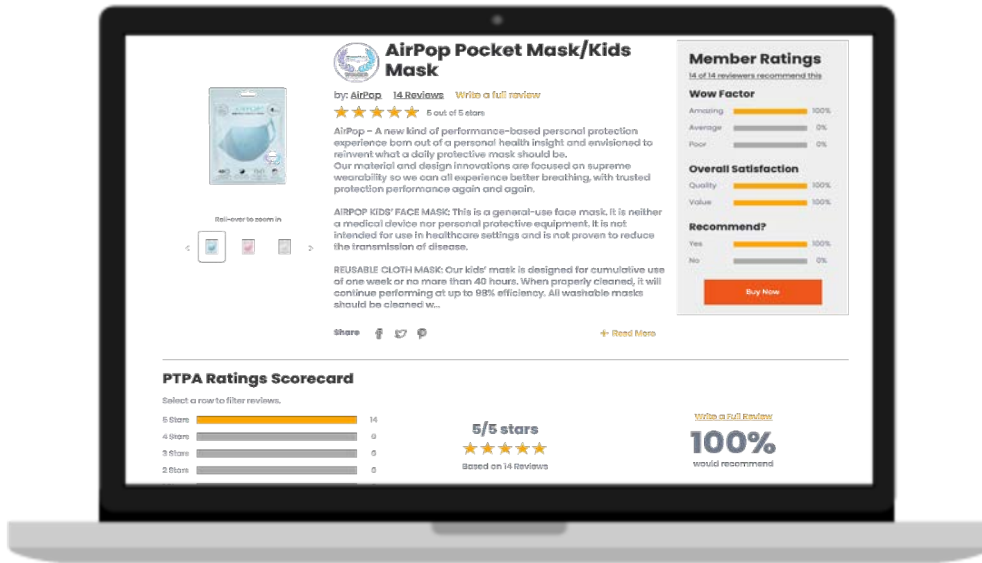 AirPop Pocket Mask/Kids
Mask
by: AirPop 14 Reviews Write a full review
5 out of 5 stars
AirPop – A new kind of performance-based personal protection
experience born out of a personal health insight and envisioned to
reinvent what a daily protective mask should be.
Our material and design innovations are focused on supreme
wearability so we can all experience better breathing, with trusted
protection performance again and again.
AIRPOP KIDS' FACE MASK: This is a general-use face mask. It is neither
a medical device nor personal protective equipment. It is not
intended for use in healthcare settings and is not proven to reduce
the transmission of disease.
REUSABLE CLOTH MASK: Our kids' mask is designed for cumulative use
of one week or no more than 40 hours. When properly cleaned, it will
continue performing at up to 98% efficiency. All washable masks
should be cleaned w...
Share
+ Read More
AIRPOP
Roll-over to zoom in
< >
Member Ratings
14 of 14 reviewers recommend this
Wow Factor
Amazing 100%
Average 0%
Poor 0%
Overall Satisfaction
Quality 100%
Value 100%
Recommend?
Yes 100%
No 0%
Buy Now
PTPA Ratings Scorecard
Select a row to filter reviews.
5 Stars 14
4 Stars 0
3 Stars 0
2 Stars 0
5/5 stars
Based on 14 Reviews
Write a Full Review
100%
would recommend